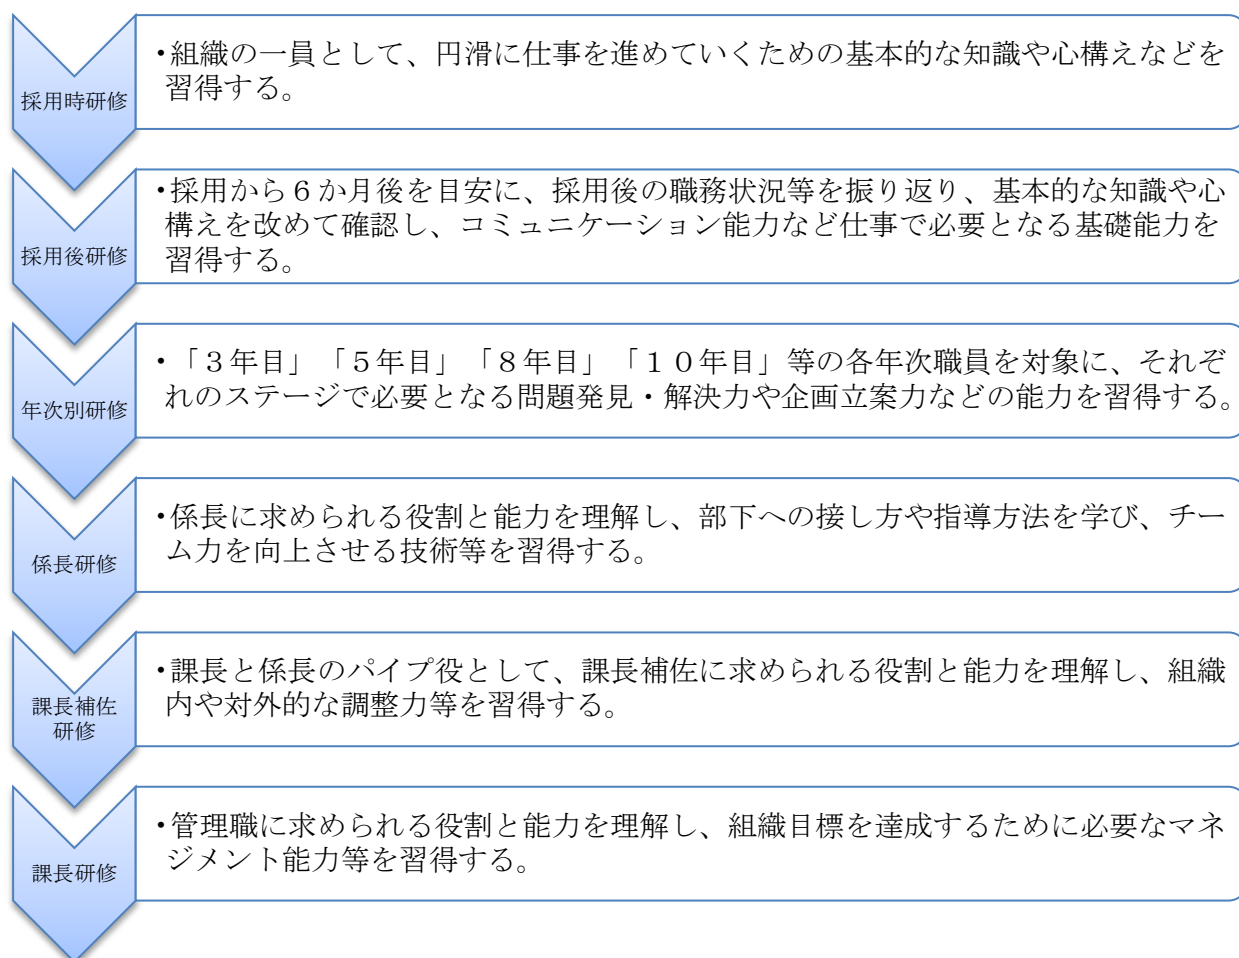 採用時研修
・組織の一員として、円滑に仕事を進めていくための基本的な知識や心構えなどを
習得する。
採用後研修
・採用から６か月後を目安に、採用後の職務状況等を振り返り、基本的な知識や心
構えを改めて確認し、コミュニケーション能力など仕事で必要となる基礎能力を
習得する。
年次別研修
・「３年目」「５年目」「８年目」「１０年目」等の各年次職員を対象に、それぞ
れのステージで必要となる問題発見・解決力や企画立案力などの能力を習得する。
係長研修
・係長に求められる役割と能力を理解し、部下への接し方や指導方法を学び、チー
ム力を向上させる技術等を習得する。
課長補佐
研修
・課長と係長のパイプ役として、課長補佐に求められる役割と能力を理解し、組織
内や対外的な調整力等を習得する。
課長研修
・管理職に求められる役割と能力を理解し、組織目標を達成するために必要なマネ
ジメント能力等を習得する。